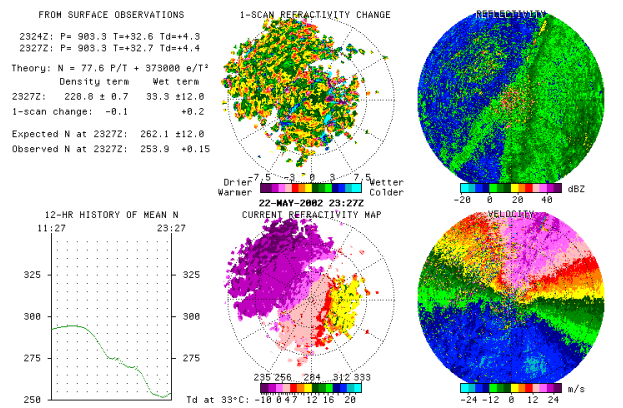 FROM SURFACE OBSERVATIONS
2324Z: P= 903.3 T=+32.6 Td=+4.3
2327Z: P= 903.3 T=+32.7 Td=+4.4
Theory: N = 77.6 P/T + 373000 e/T²
Density term Wet term
2327Z: 228.8 ± 0.7 33.3 ±12.0
1-scan change: -0.1 +0.2
Expected N at 2327Z: 262.1 ±12.0
Observed N at 2327Z: 253.9 +0.15
1-SCAN REFRACTIVITY CHANGE
-7.5 -3 0 3 7.5
Drier Wetter
Warmer Colder
REFLECTIVITY
-20 0 20 40 dBZ
22-MAY-2002 23:27Z
12-HR HISTORY OF MEAN N
11:27 23:27
325 325
300 300
275 275
250 250
CURRENT REFRACTIVITY MAP
235 256 284 312 333
Td at 33°C: -10 0 4 7 12 16 20
VELOCITY
-24 -12 0 12 24 m/s